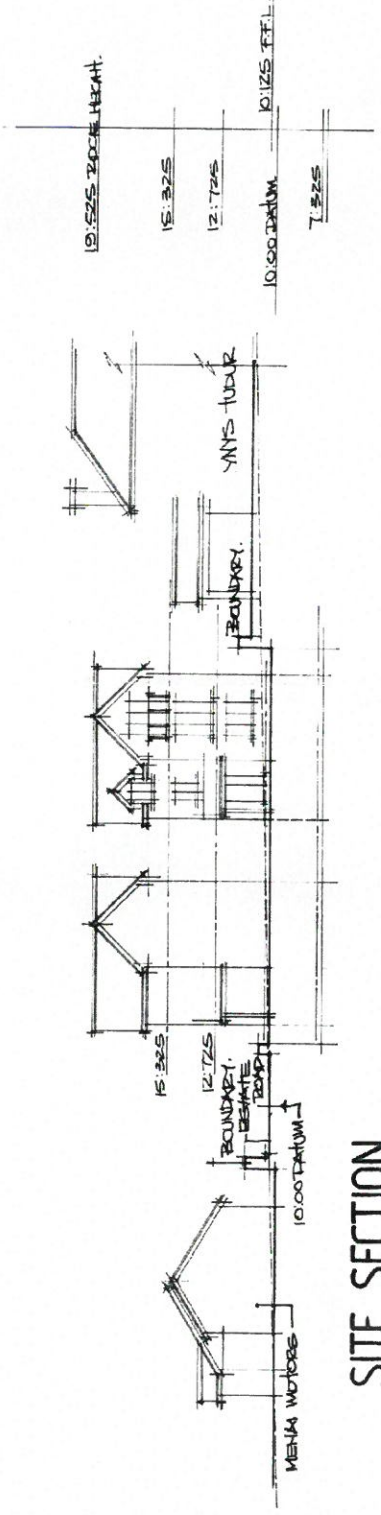 19:525 RIDGE HEIGHT.
15:325
12:725
10:00 DATUM
10:125 F.F.L
7:325
YNYS TUDUR
BOUNDARY.
15:325
12:725
BOUNDARY.
ESTATE
ROAD
10:00 DATUM
MENAI MOTORS
SITE SECTION